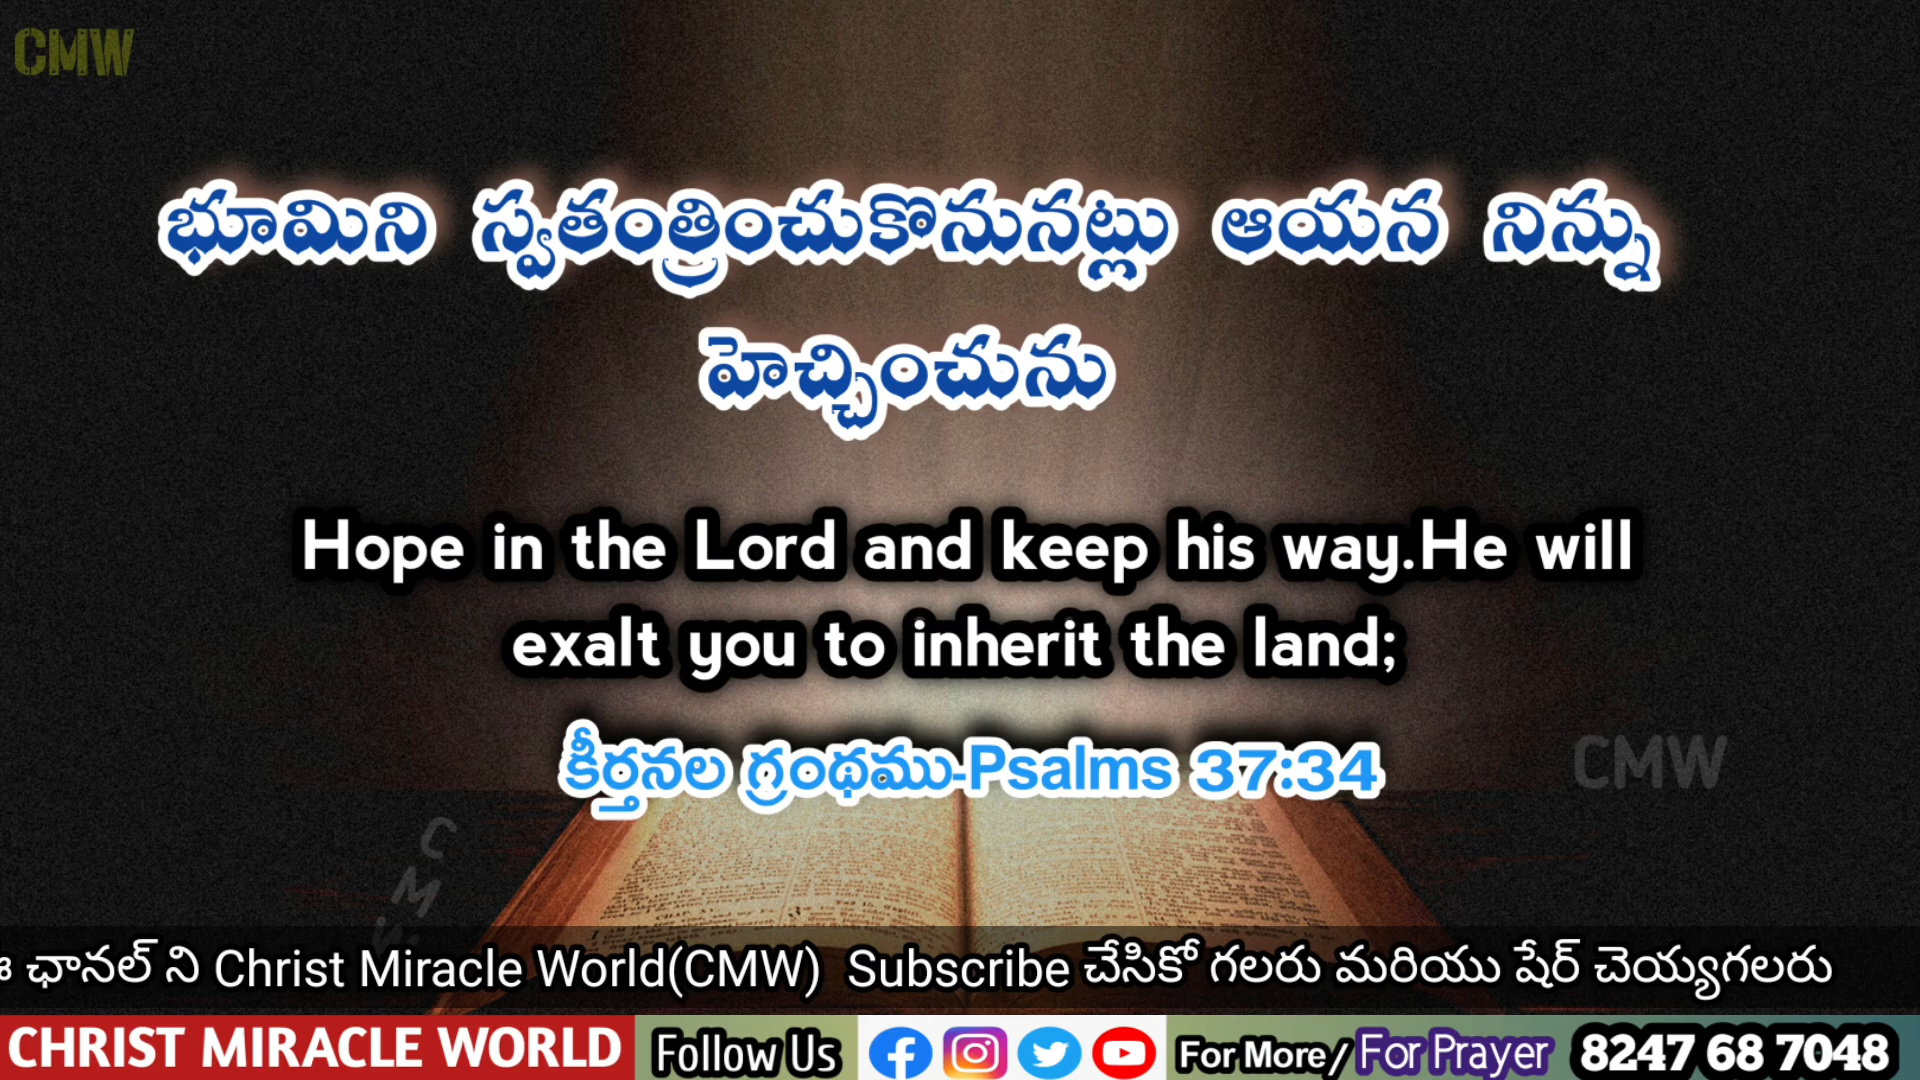 CMW
భూమిని స్వతంత్రించుకొనునట్లు ఆయన నిన్ను
హెచ్చించును
Hope in the Lord and keep his way.He will
exalt you to inherit the land;
కీర్తనల గ్రంథము-Psalms 37:34
CMW
CMW
ఛానల్ ని Christ Miracle World(CMW) Subscribe చేసికో గలరు మరియు షేర్ చెయ్యగలరు
CHRIST MIRACLE WORLD Follow Us For More/For Prayer 8247 68 7048